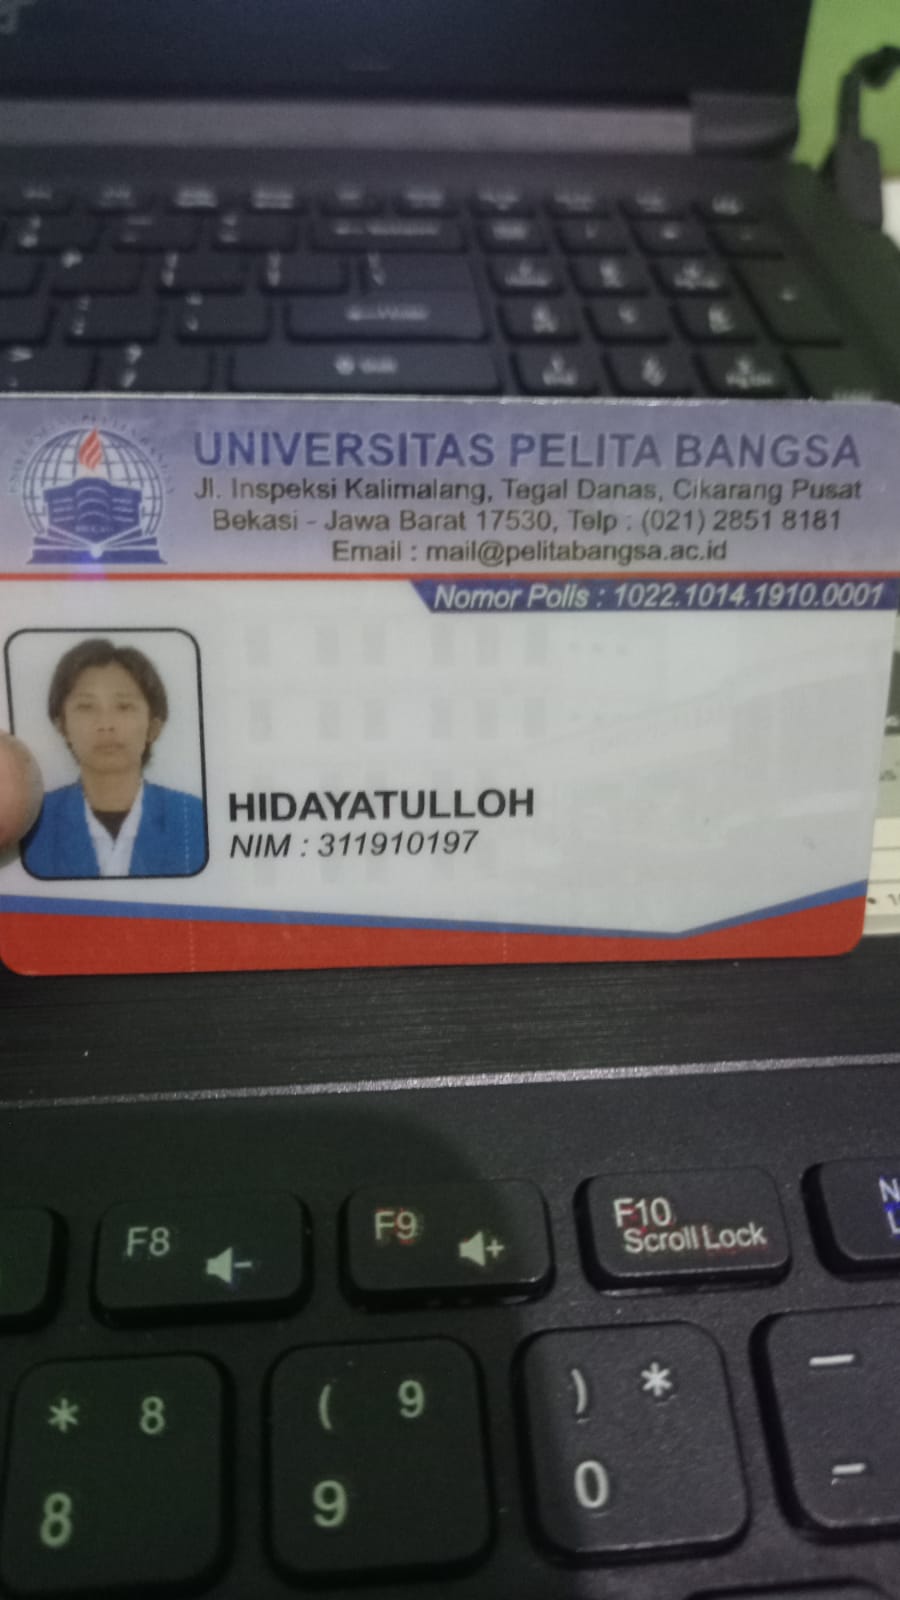 UNIVERSITAS PELITA BANGSA
Jl. Inspeksi Kalimalang, Tegal Danas, Cikarang Pusat
Bekasi - Jawa Barat 17530, Telp : (021) 2851 8181
Email : mail@pelitabangsa.ac.id
Nomor Polis : 1022.1014.1910.0001
HIDAYATULLOH
NIM : 311910197
F8
F9
F10
Scroll Lock
* 8
8
( 9
9
) *
0